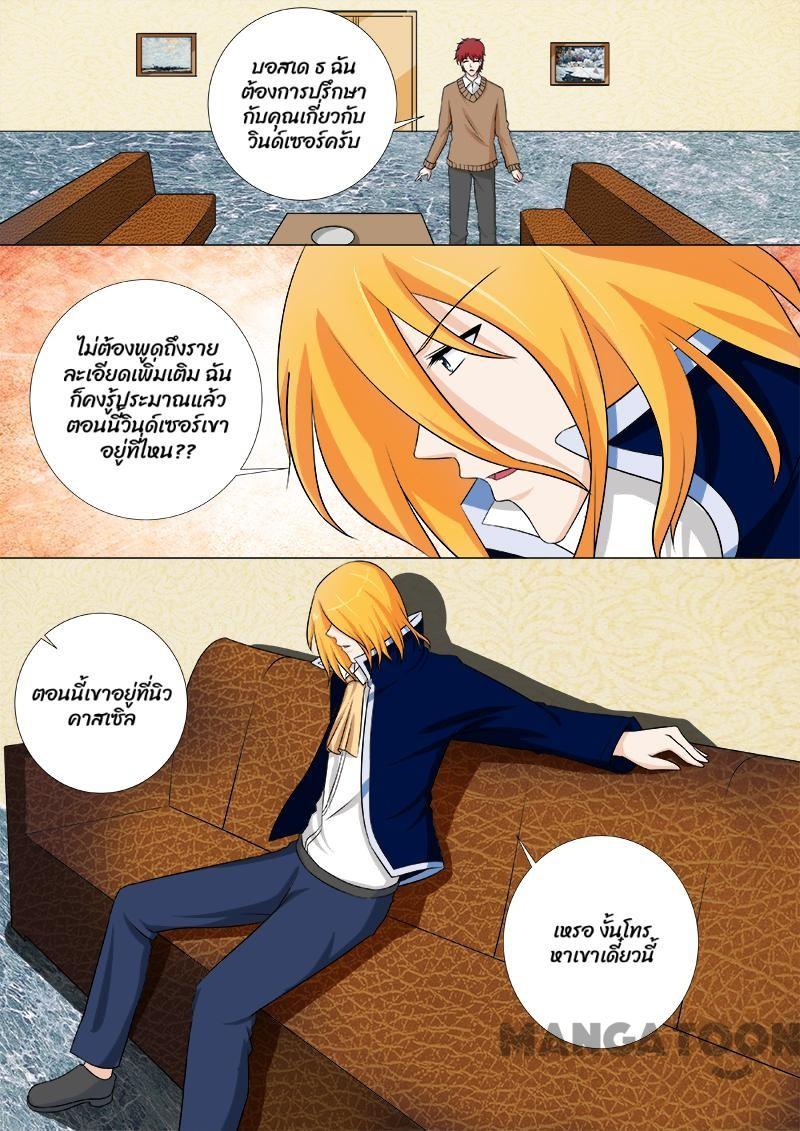 บอสเด ธ ฉัน
ต้องการปรึกษา
กับคุณเกี่ยวกับ
วินด์เซอร์ครับ
ไม่ต้องพูดถึงราย
ละเอียดเพิ่มเติม ฉัน
ก็คงรู้ประมาณแล้ว
ตอนนี้วินด์เซอร์เขา
อยู่ที่ไหน??
ตอนนี้เขาอยู่ที่นิว
คาสเซิล
เหรอ งั้นโทร
หาเขาเดี๋ยวนี้
MANGATOON